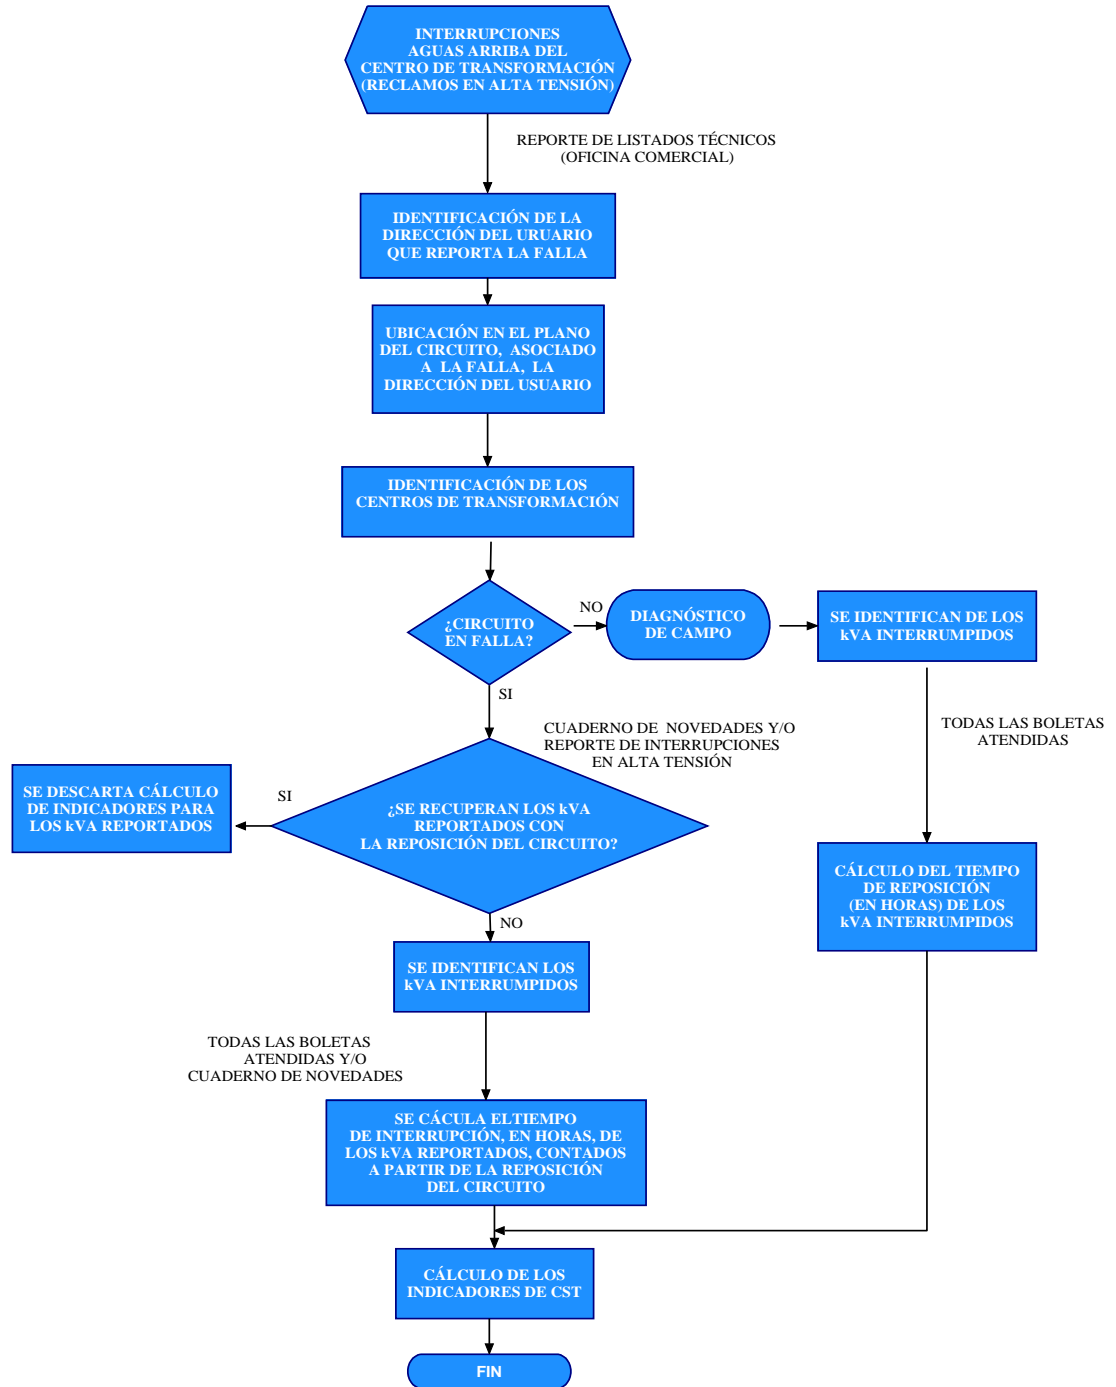 INTERRUPCIONES
AGUAS ARRIBA DEL
CENTRO DE TRANSFORMACIÓN
(RECLAMOS EN ALTA TENSIÓN)
REPORTE DE LISTADOS TÉCNICOS
(OFICINA COMERCIAL)
IDENTIFICACIÓN DE LA
DIRECCIÓN DEL URUARIO
QUE REPORTA LA FALLA
UBICACIÓN EN EL PLANO
DEL CIRCUITO, ASOCIADO
A LA FALLA, LA
DIRECCIÓN DEL USUARIO
IDENTIFICACIÓN DE LOS
CENTROS DE TRANSFORMACIÓN
¿CIRCUITO
EN FALLA?
NO
DIAGNÓSTICO
DE CAMPO
SE IDENTIFICAN DE LOS
kVA INTERRUMPIDOS
SI
TODAS LAS BOLETAS
ATENDIDAS
CUADERNO DE NOVEDADES Y/O
REPORTE DE INTERRUPCIONES
EN ALTA TENSIÓN
¿SE RECUPERAN LOS kVA
REPORTADOS CON
LA REPOSICIÓN DEL CIRCUITO?
SI
SE DESCARTA CÁLCULO
DE INDICADORES PARA
LOS kVA REPORTADOS
CÁLCULO DEL TIEMPO
DE REPOSICIÓN
(EN HORAS) DE LOS
kVA INTERRUMPIDOS
NO
SE IDENTIFICAN LOS
kVA INTERRUMPIDOS
TODAS LAS BOLETAS
ATENDIDAS Y/O
CUADERNO DE NOVEDADES
SE CÁCULA ELTIEMPO
DE INTERRUPCIÓN, EN HORAS, DE
LOS kVA REPORTADOS, CONTADOS
A PARTIR DE LA REPOSICIÓN
DEL CIRCUITO
CÁLCULO DE LOS
INDICADORES DE CST
FIN